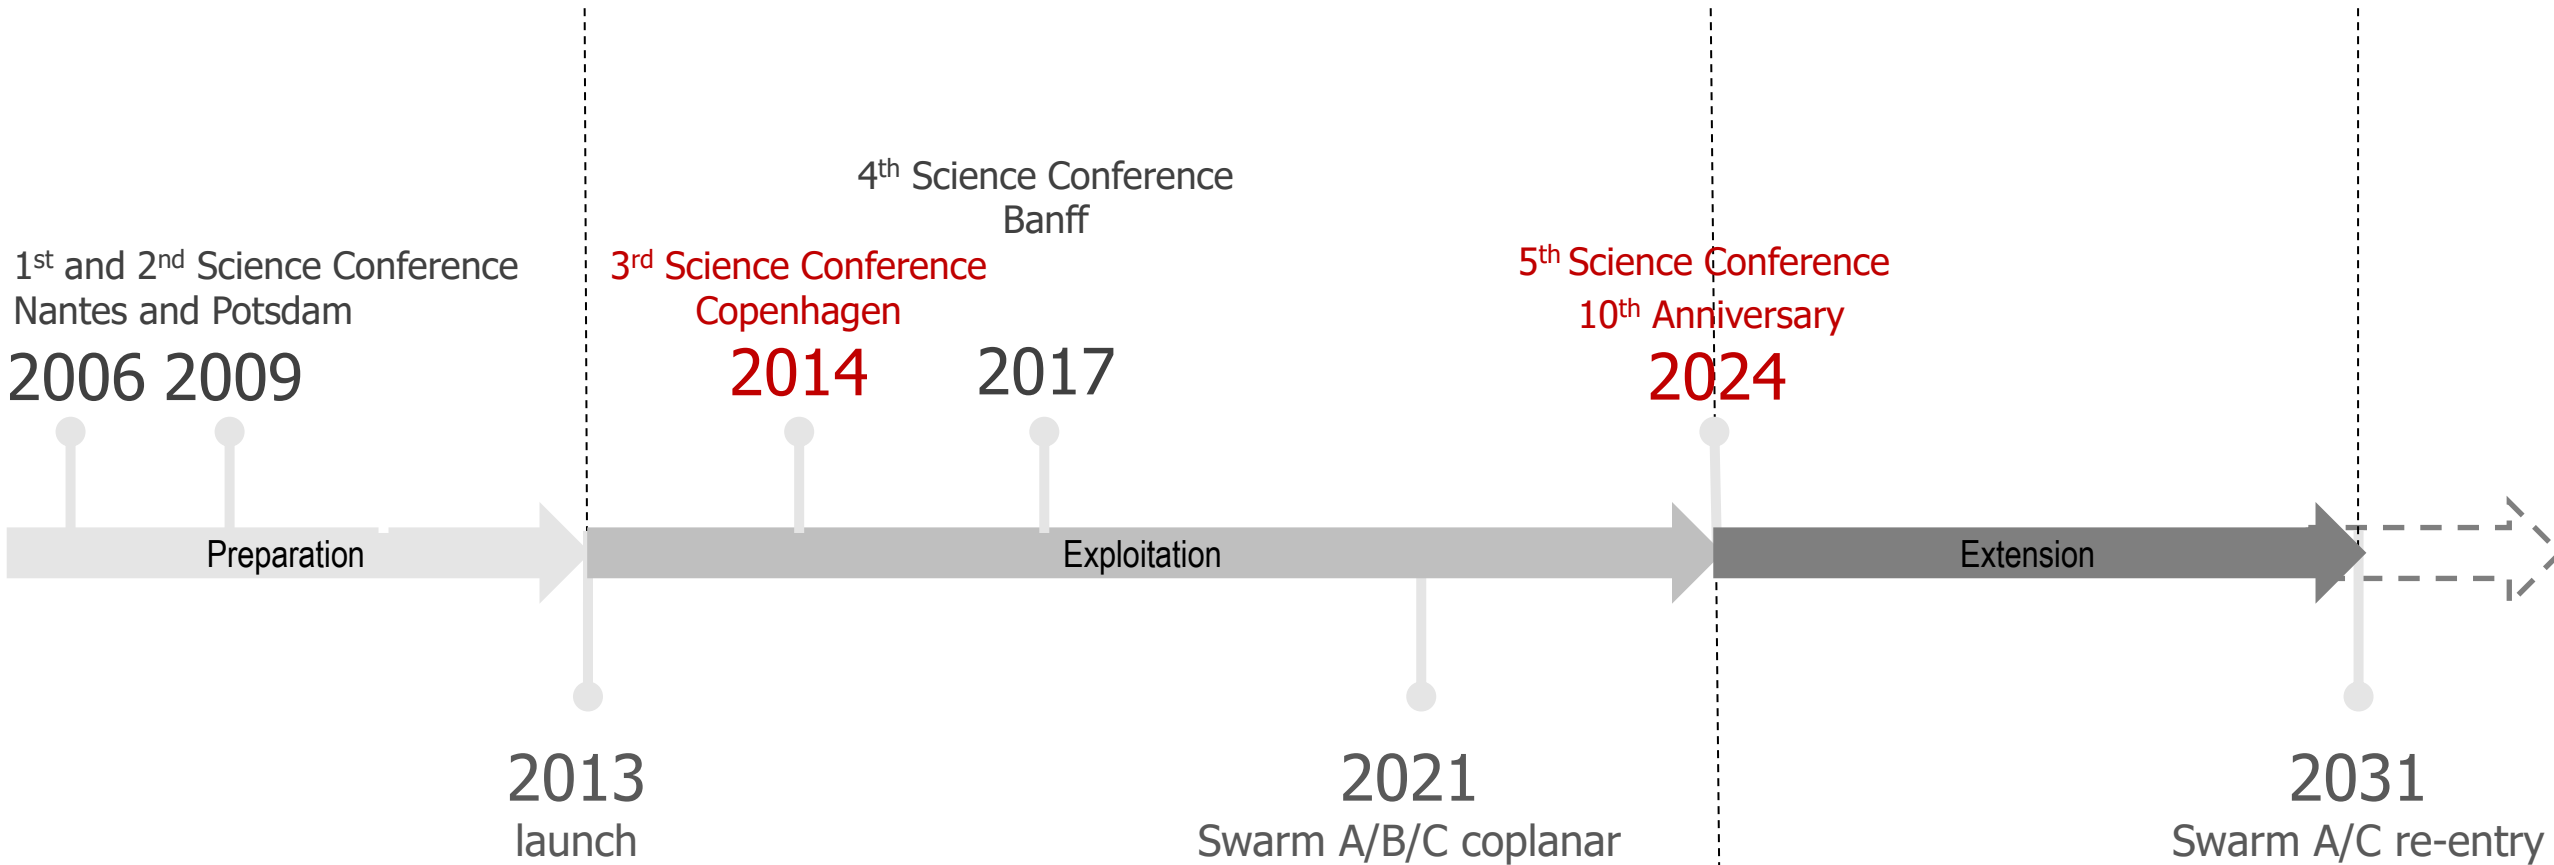 4th Science Conference
Banff
1st and 2nd Science Conference
Nantes and Potsdam
2006 2009
3rd Science Conference
Copenhagen
2014
2017
5th Science Conference
10th Anniversary
2024
Preparation
Exploitation
Extension
2013
launch
2021
Swarm A/B/C coplanar
2031
Swarm A/C re-entry